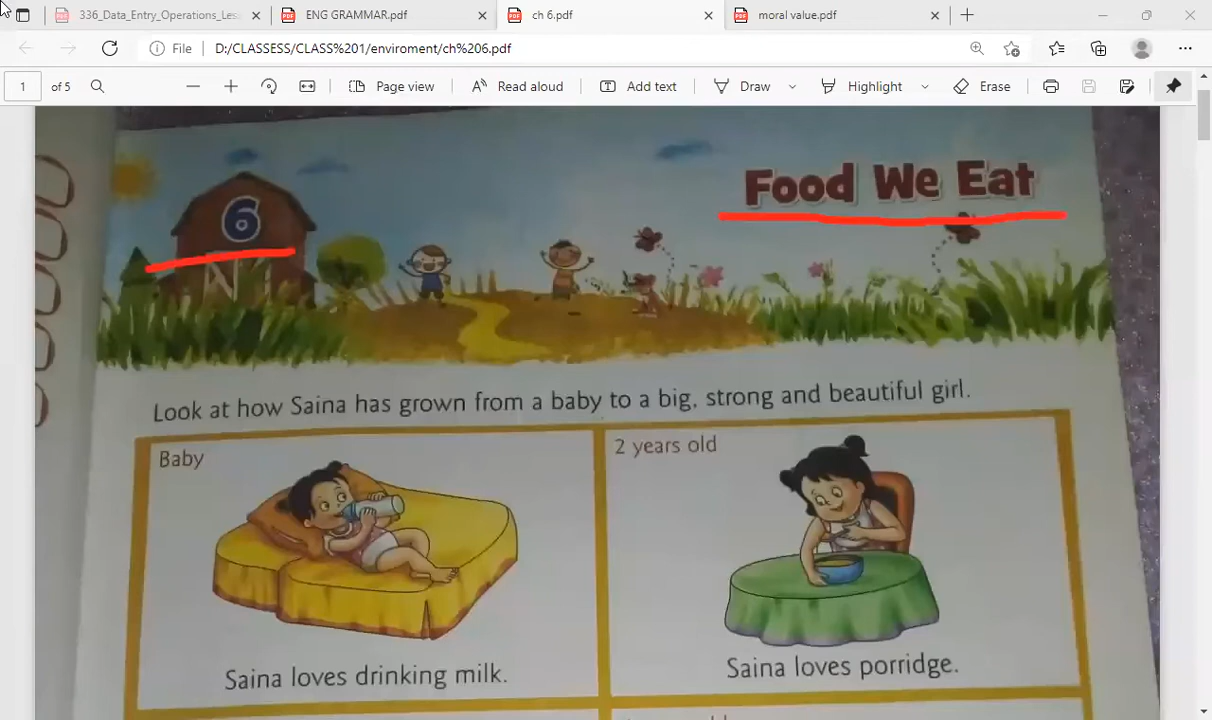 336_Data_Entry_Operations_Les
ENG GRAMMAR.pdf
ch 6.pdf
moral value.pdf
File D:/CLASSESS/CLASS%201/enviroment/ch%206.pdf
1 of 5 Page view Read aloud Add text Draw Highlight Erase
6
Food We Eat
Look at how Saina has grown from a baby to a big, strong and beautiful girl.
Baby
2 years old
Saina loves drinking milk.
Saina loves porridge.